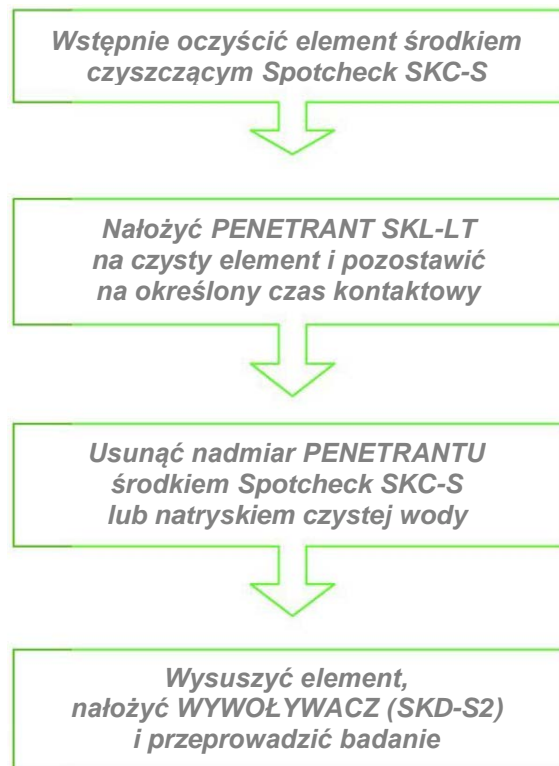 Wstępnie oczyścić element środkiem
czyszczącym Spotcheck SKC-S
Nałożyć PENETRANT SKL-LT
na czysty element i pozostawić
na określony czas kontaktowy
Usunąć nadmiar PENETRANTU
środkiem Spotcheck SKC-S
lub natryskiem czystej wody
Wysuszyć element,
nałożyć WYWOŁYWACZ (SKD-S2)
i przeprowadzić badanie